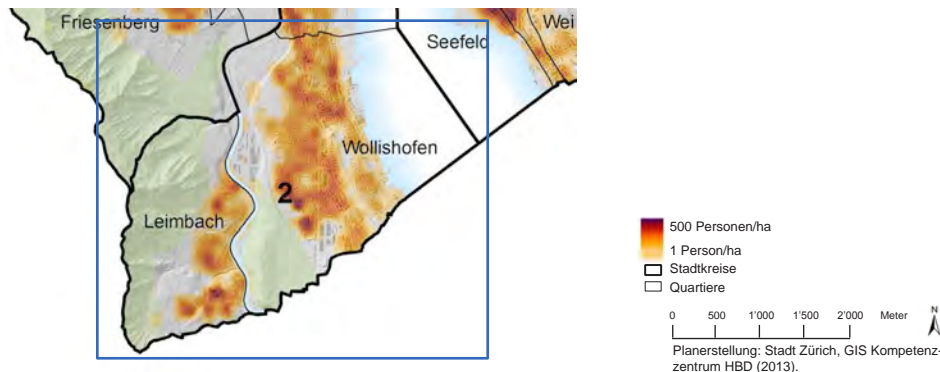 Friesenberg
Seefeld
Wei
Wollishofen
2
Leimbach
500 Personen/ha
1 Person/ha
Stadtkreise
Quartiere
0 500 1'000 1'500 2'000 Meter
N
Planerstellung: Stadt Zürich, GIS Kompetenz-
zentrum HBD (2013).